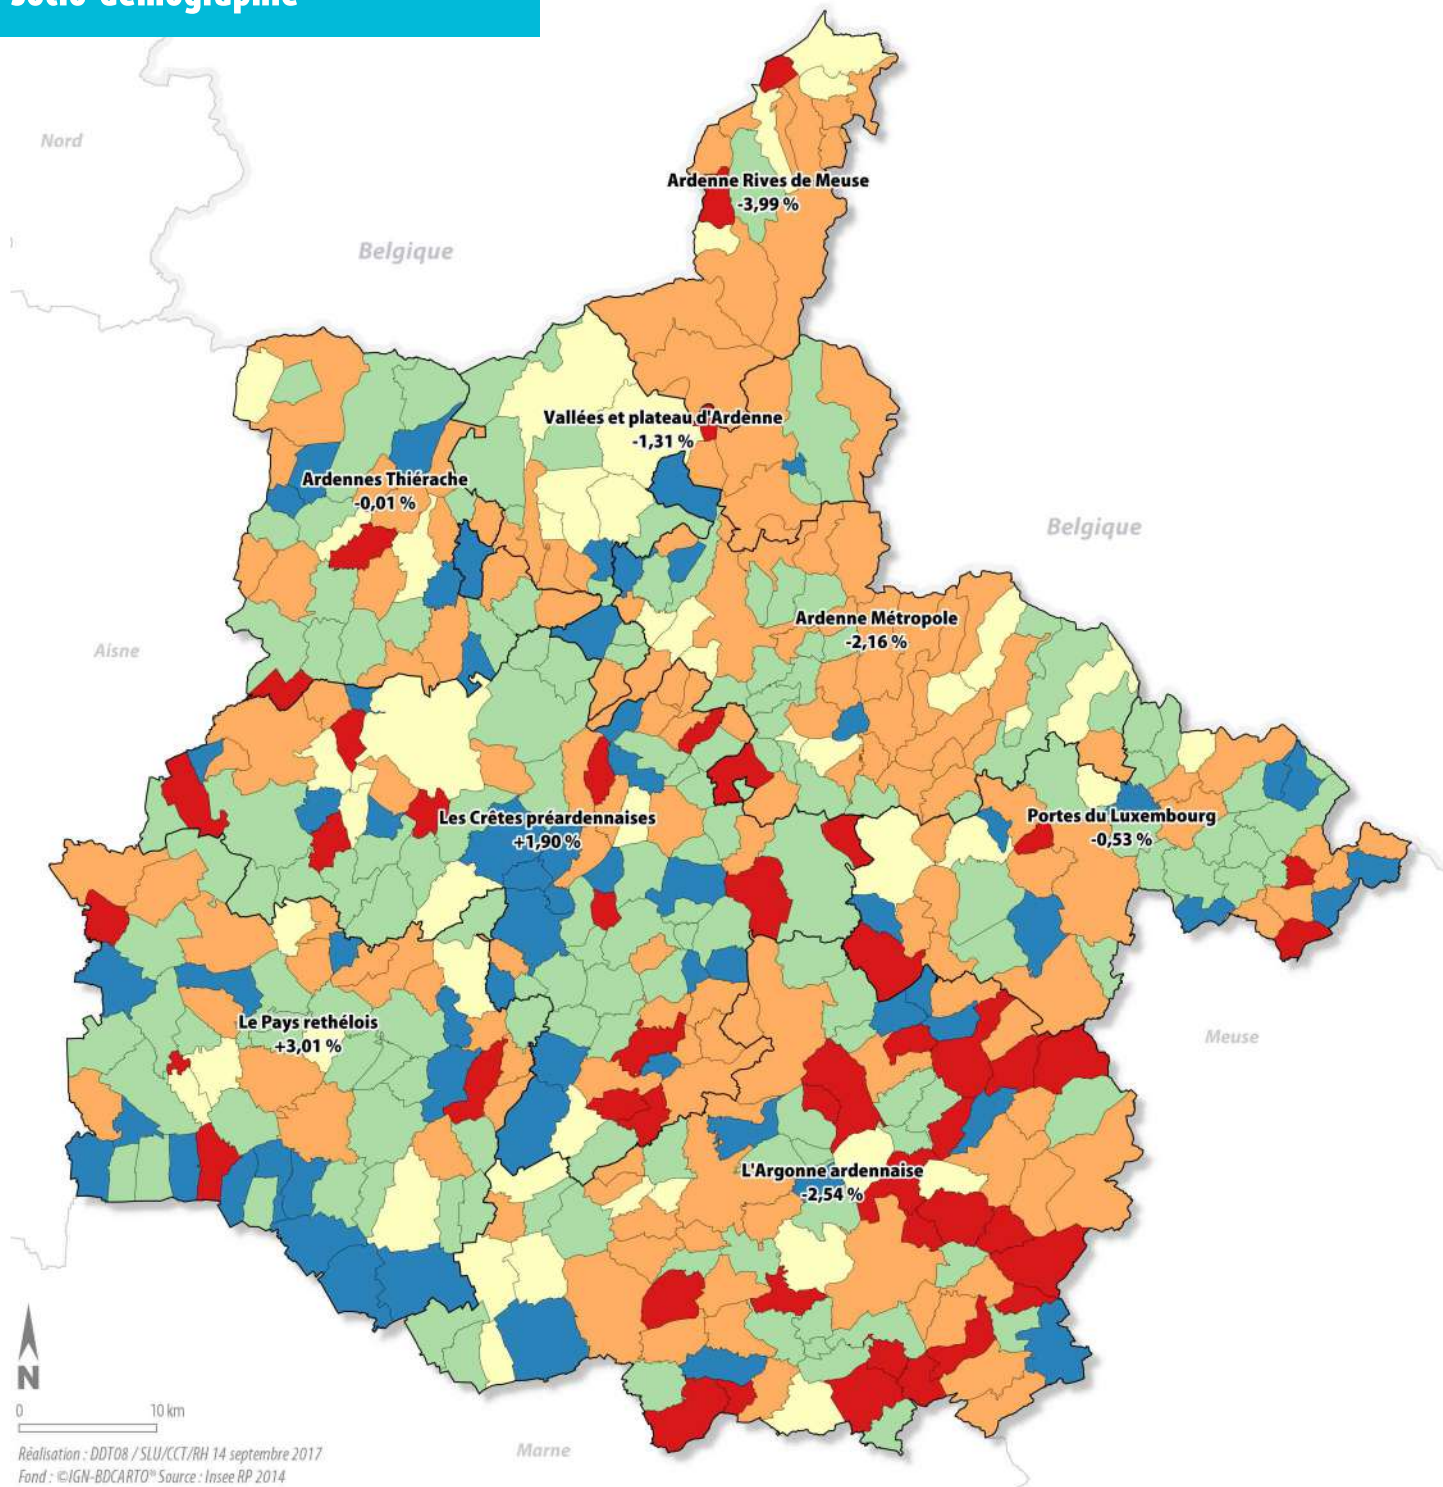 socio-démographie
Nord
Belgique
Ardenne Rives de Meuse
-3,99 %
Vallées et plateau d'Ardenne
-1,31 %
Ardennes Thiérache
-0,01 %
Belgique
Aisne
Ardenne Métropole
-2,16 %
Les Crêtes préardennaises
+1,90 %
Portes du Luxembourg
-0,53 %
Le Pays rethélois
+3,01 %
Meuse
L'Argonne ardennaise
-2,54 %
N
0 10 km
Marne
Réalisation : DDT08 / SLU/CCT/RH 14 septembre 2017
Fond : ©IGN-BDCARTO® Source : Insee RP 2014